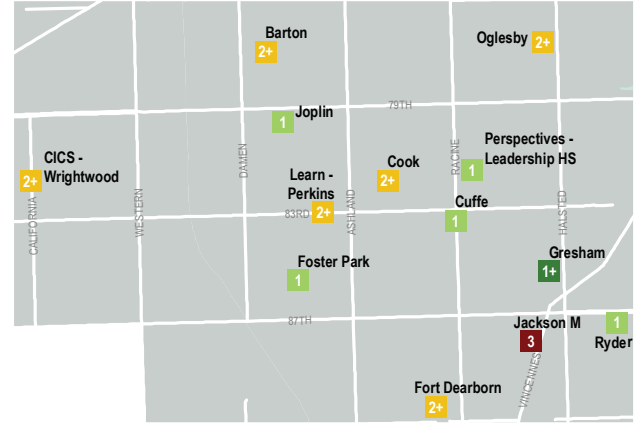 Barton
2+
Oglesby
2+
79TH
Joplin
1
DAMEN
RACINE
Perspectives -
Leadership HS
1
CICS -
Wrightwood
2+
Cook
2+
Learn -
Perkins
2+
83RD
CALIFORNIA
WESTERN
ASHLAND
HALSTED
Cuffe
1
Foster Park
1
Gresham
1+
87TH
Jackson M
3
1
Ryder
VINCENNES
Fort Dearborn
2+